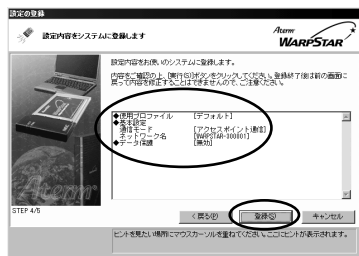 設定の登録
設定内容をシステムに登録します
Aterm
WARPSTAR
設定内容をお使いのシステムに登録します。
内容をご確認の上、[実行(S)]ボタンをクリックしてください。登録終了後は前の画面に
戻って内容を修正することはできませんので、ご注意ください。
◆使用プロファイル [デフォルト]
◆基本設定
通信モード [アクセスポイント通信]
ネットワーク名 [WARPSTAR-300001]
◆データ保護 [無効]
Aterm
STEP 4/5
< 戻る(P)
登録(S)
キャンセル
ヒントを見たい場所にマウスカーソルを重ねてください。ここにヒントが表示されます。